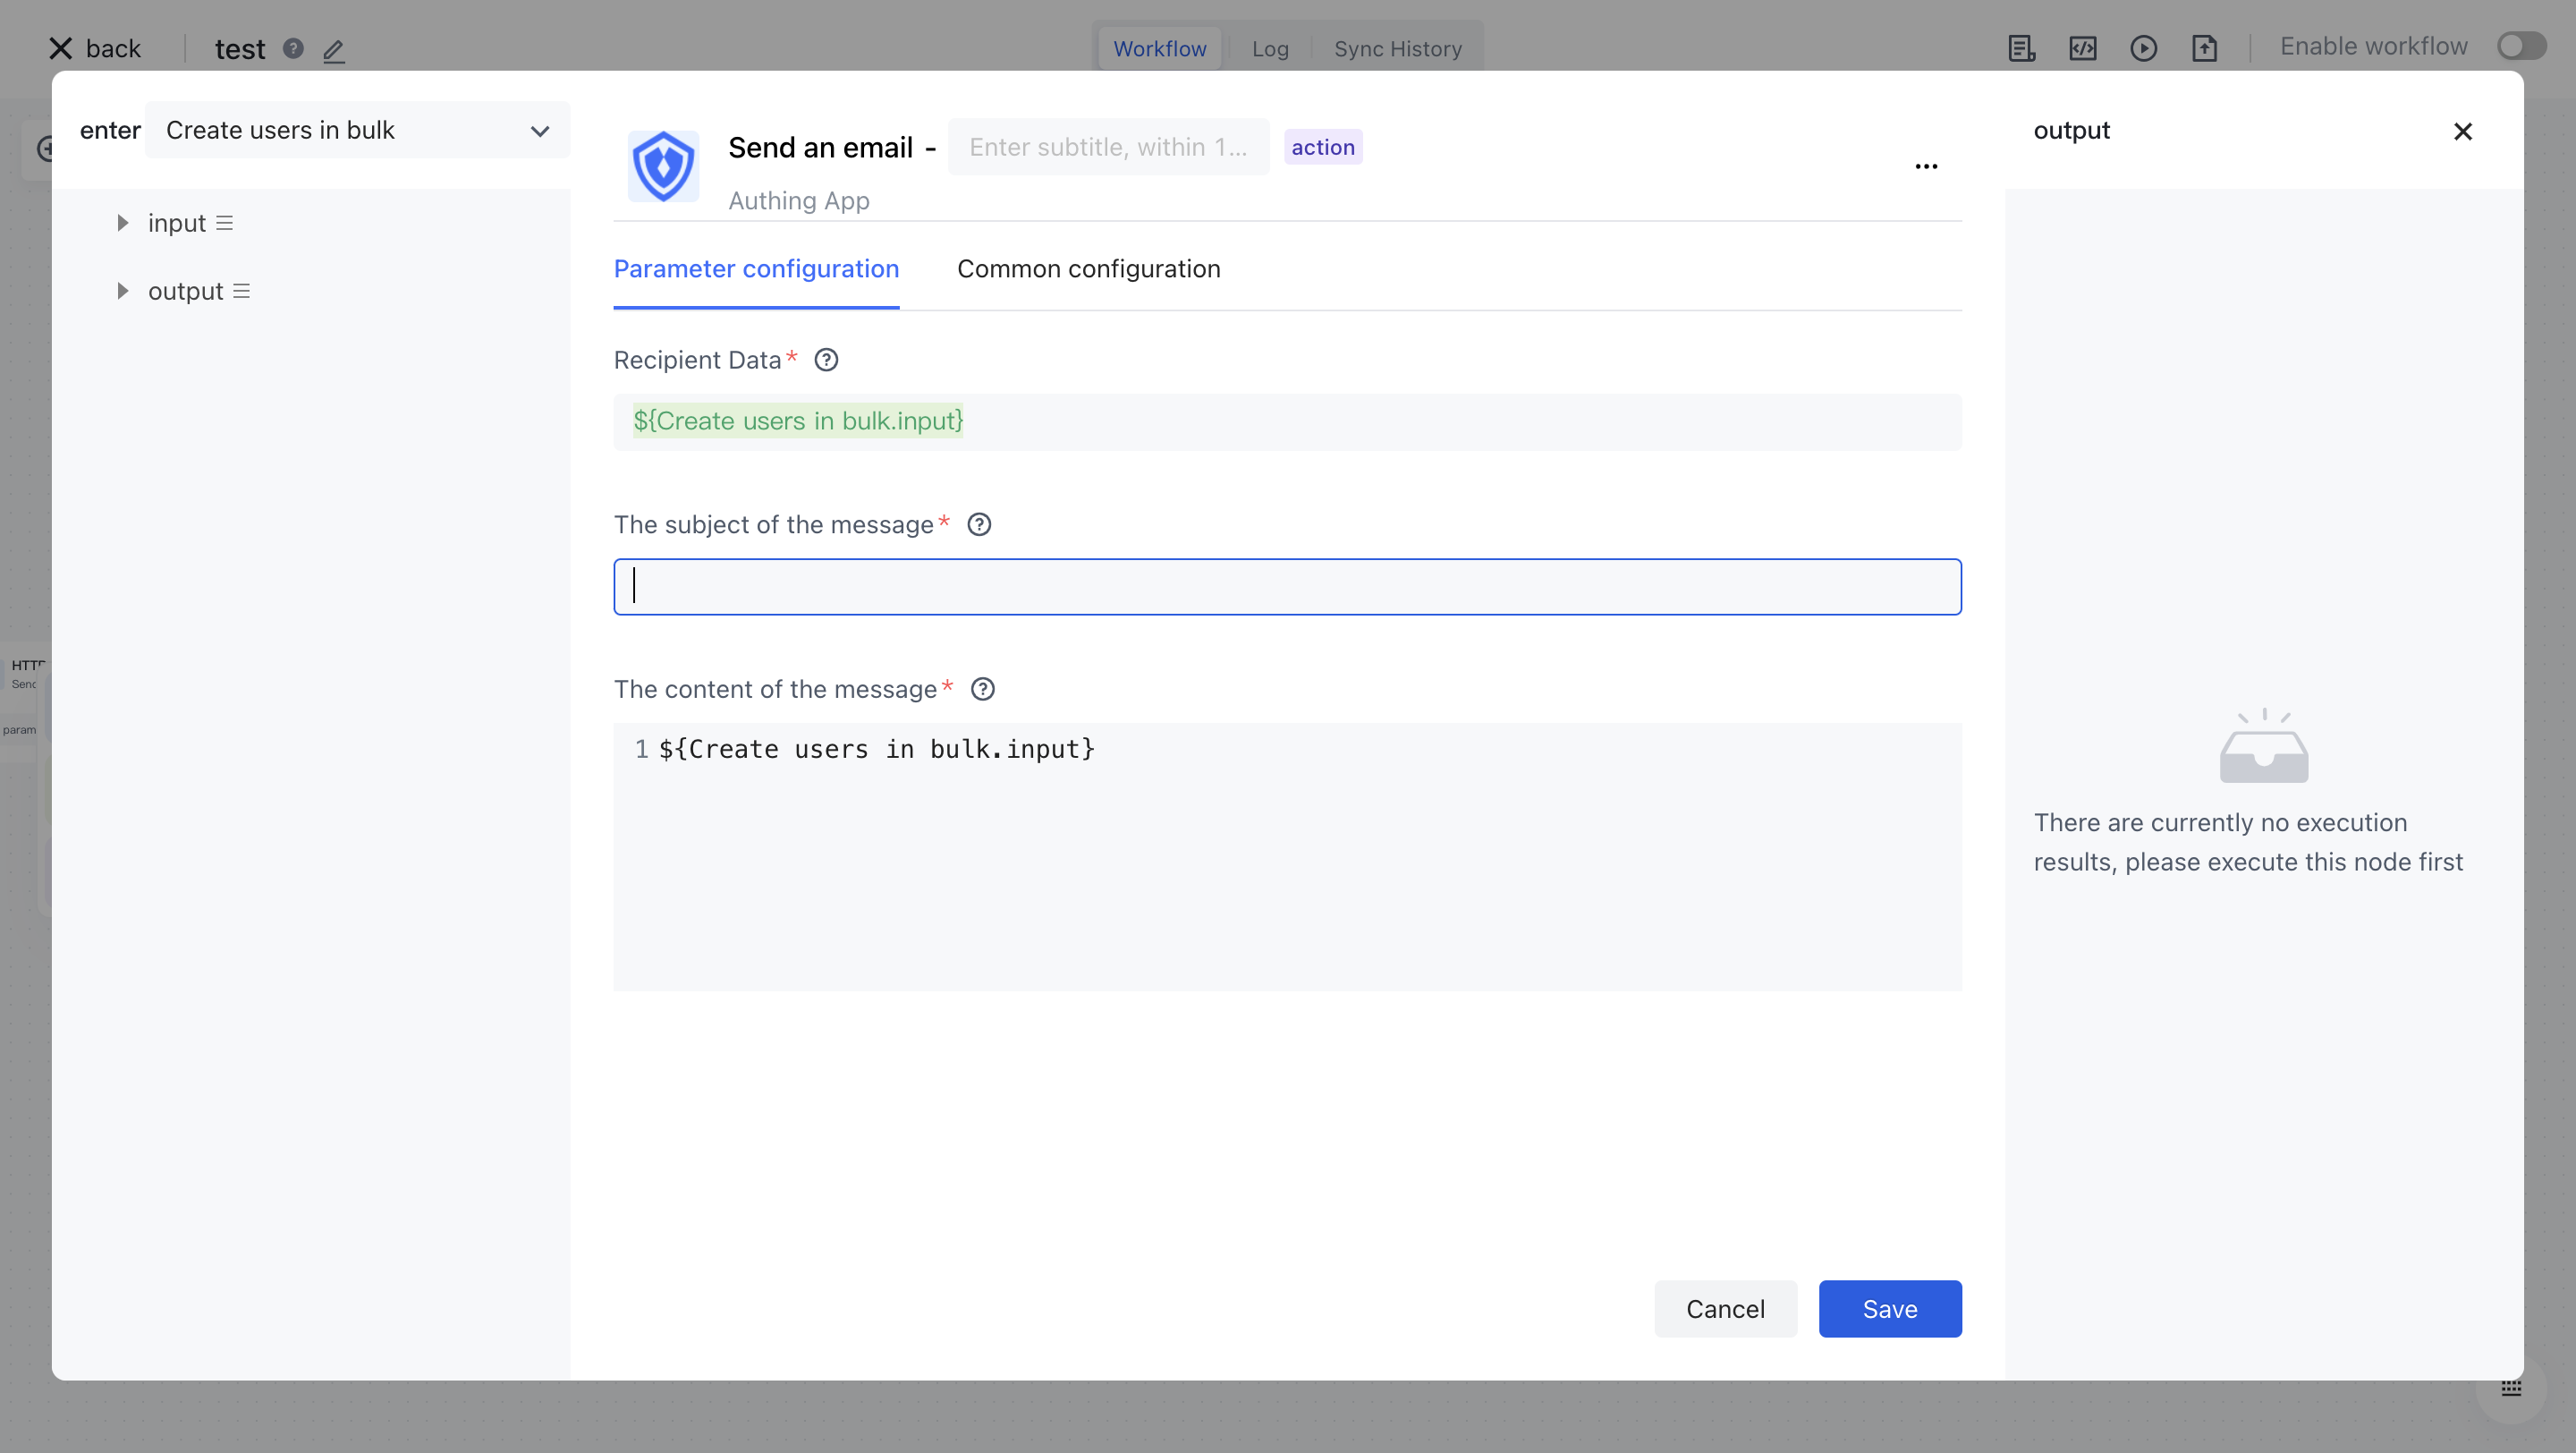 back
test
Workflow
Log
Sync History
Enable workflow
enter
Create users in bulk
input
output
Send an email -
Enter subtitle, within 1...
action
Authing App
Parameter configuration
Common configuration
Recipient Data*
${Create users in bulk.input}
The subject of the message*
The content of the message*
1 ${Create users in bulk.input}
Cancel
Save
output
There are currently no execution
results, please execute this node first
param